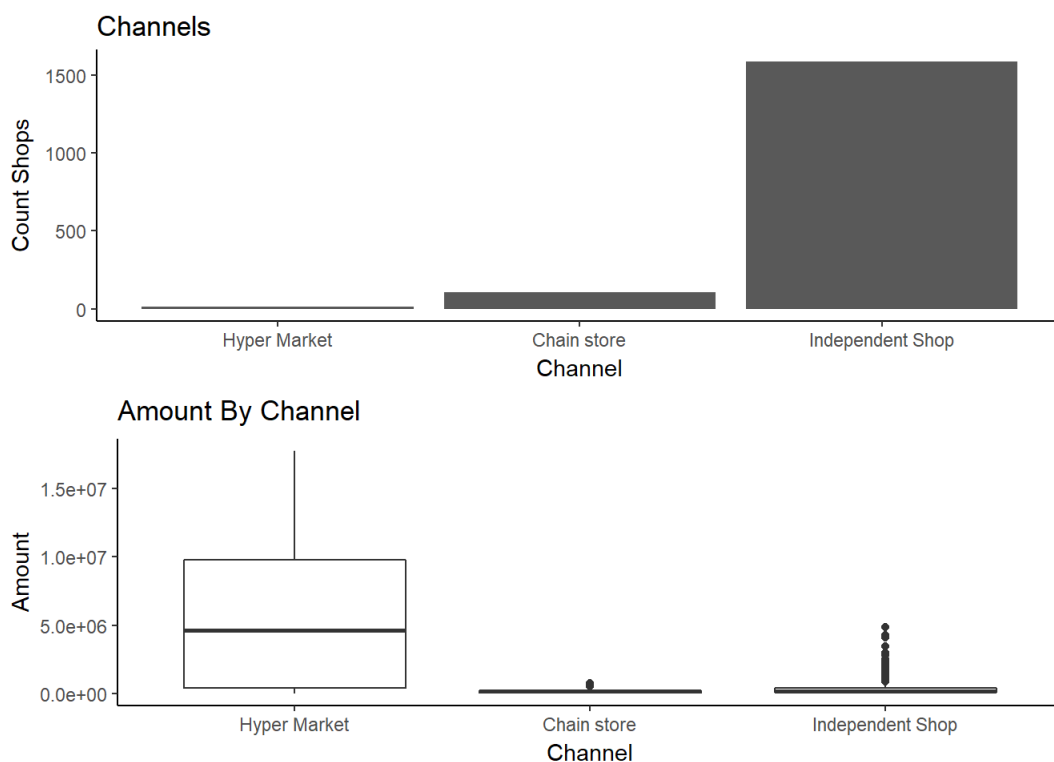 Channels
Count Shops
1500
1000
500
0
Hyper Market Chain store Independent Shop
Channel
Amount By Channel
Amount
1.5e+07
1.0e+07
5.0e+06
0.0e+00
Hyper Market Chain store Independent Shop
Channel